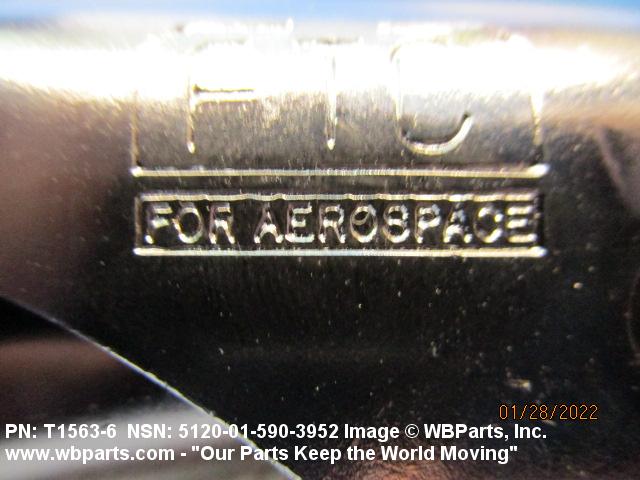 FOR AEROSPACE
01/28/2022
PN: T1563-6 NSN: 5120-01-590-3952 Image © WBParts, Inc.
www.wbparts.com - "Our Parts Keep the World Moving"